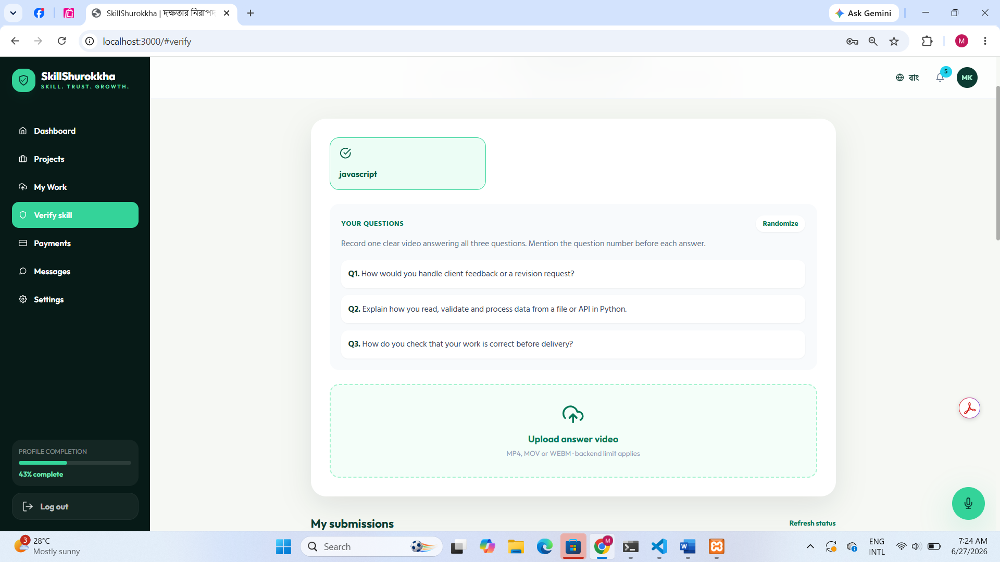 SkillShurokkha | দক্ষতার নিরাপদ
Ask Gemini
localhost:3000/#verify
M
SkillShurokkha
SKILL. TRUST. GROWTH.
বাং
5
MK
Dashboard
Projects
My Work
Verify skill
Payments
Messages
Settings
PROFILE COMPLETION
43% complete
Log out
javascript
YOUR QUESTIONS
Randomize
Record one clear video answering all three questions. Mention the question number before each answer.
Q1. How would you handle client feedback or a revision request?
Q2. Explain how you read, validate and process data from a file or API in Python.
Q3. How do you check that your work is correct before delivery?
Upload answer video
MP4, MOV or WEBM · backend limit applies
My submissions
Refresh status
3
28°C
Mostly sunny
Search
M
ENG
INTL
7:24 AM
6/27/2026